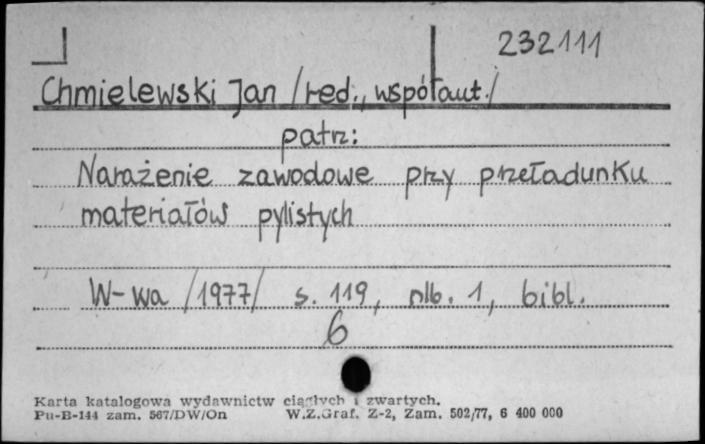 232111
Chmielewski Jan /red., współaut./
patrz:
Narażenie zawodowe przy przeładunku
materiałów pylistych
W-wa /1977/ s. 119, nlb. 1, bibl.
6
Karta katalogowa wydawnictw ciągłych i zwartych.
Pu-B-144 zam. 567/DW/On W.Z.Graf. Z-2, Zam. 502/77, 6 400 000